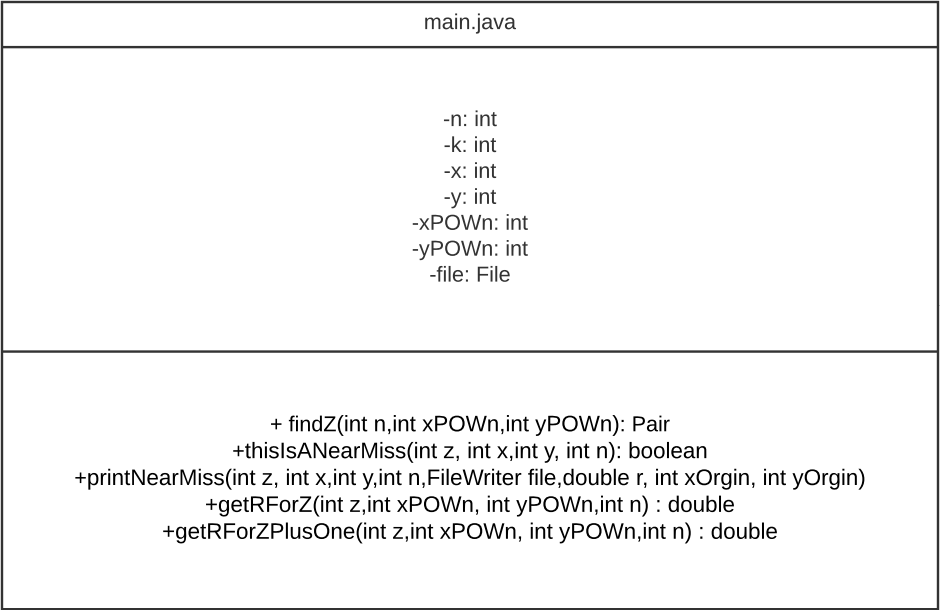 main.java
-n: int
-k: int
-x: int
-y: int
-xPOWn: int
-yPOWn: int
-file: File
+ findZ(int n,int xPOWn,int yPOWn): Pair
+thisIsANearMiss(int z, int x,int y, int n): boolean
+printNearMiss(int z, int x,int y,int n,FileWriter file,double r, int xOrgin, int yOrgin)
+getRForZ(int z,int xPOWn, int yPOWn,int n) : double
+getRForZPlusOne(int z,int xPOWn, int yPOWn,int n) : double